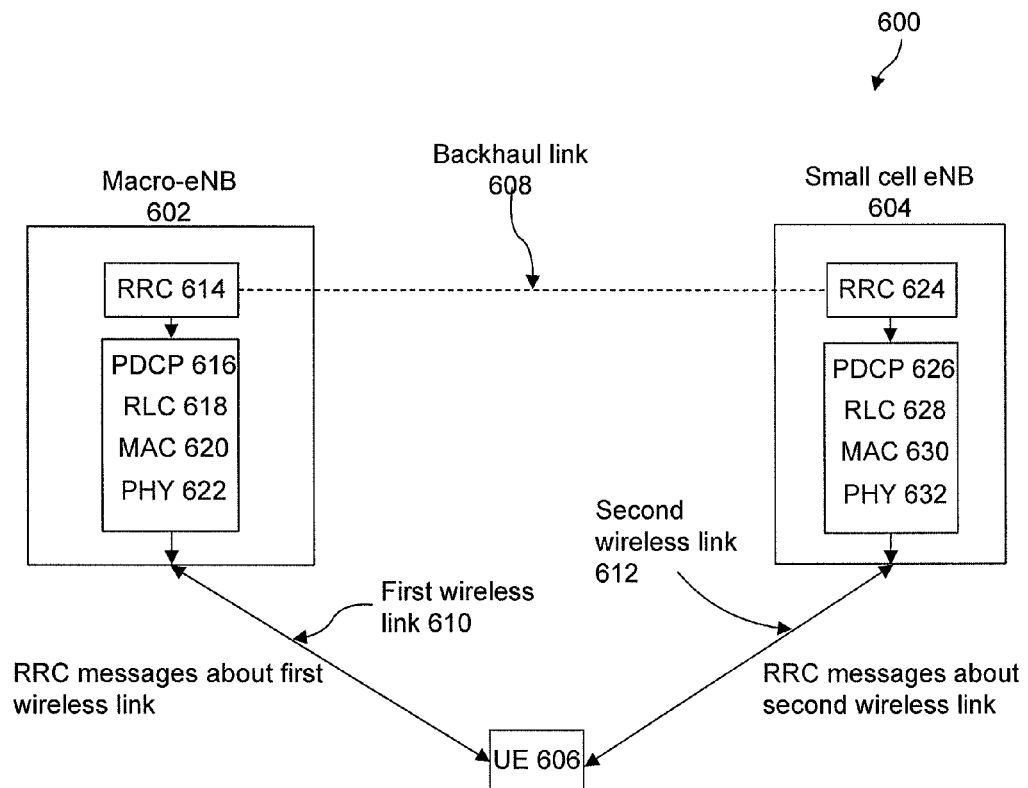 600
Backhaul link
608
Macro-eNB
602
Small cell eNB
604
RRC 614
RRC 624
PDCP 616
RLC 618
MAC 620
PHY 622
PDCP 626
RLC 628
MAC 630
PHY 632
Second
wireless link
612
First wireless
link 610
RRC messages about first
wireless link
RRC messages about
second wireless link
UE 606